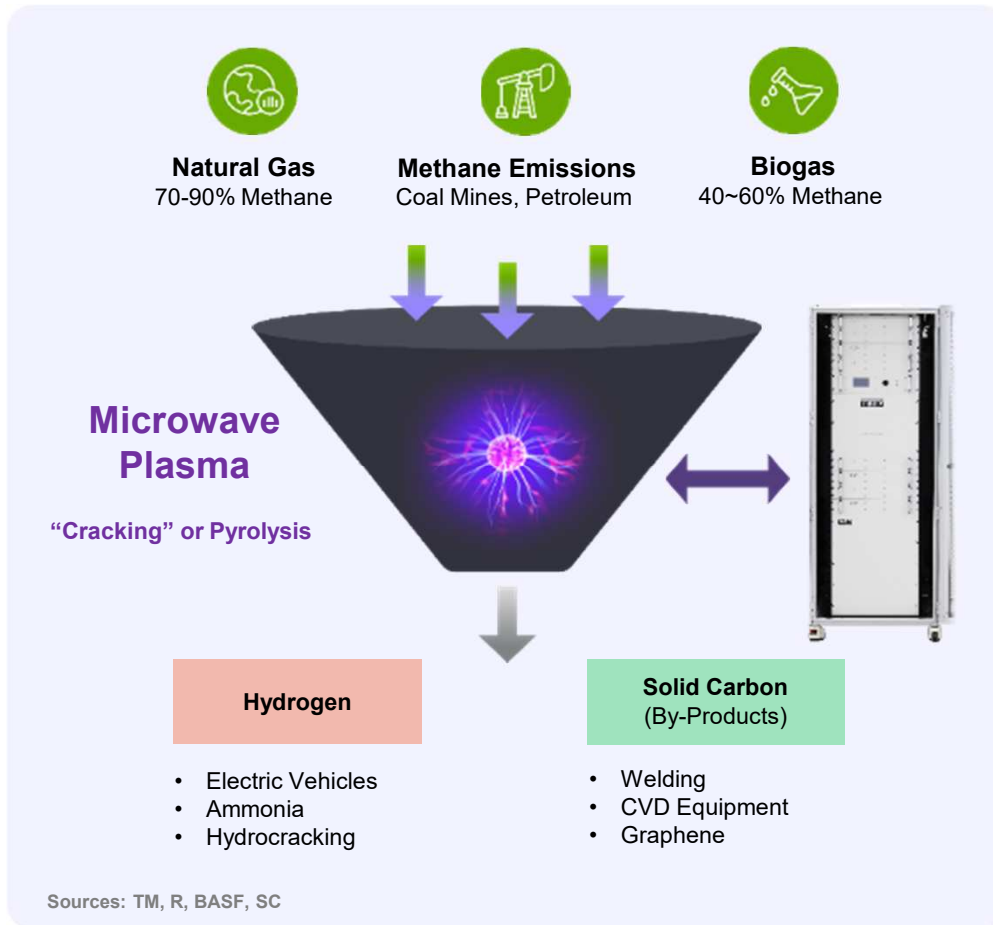 Natural Gas
70-90% Methane
Methane Emissions
Coal Mines, Petroleum
Biogas
40~60% Methane
Microwave
Plasma
“Cracking” or Pyrolysis
Hydrogen
Solid Carbon
(By-Products)
• Electric Vehicles
• Ammonia
• Hydrocracking
• Welding
• CVD Equipment
• Graphene
Sources: TM, R, BASF, SC